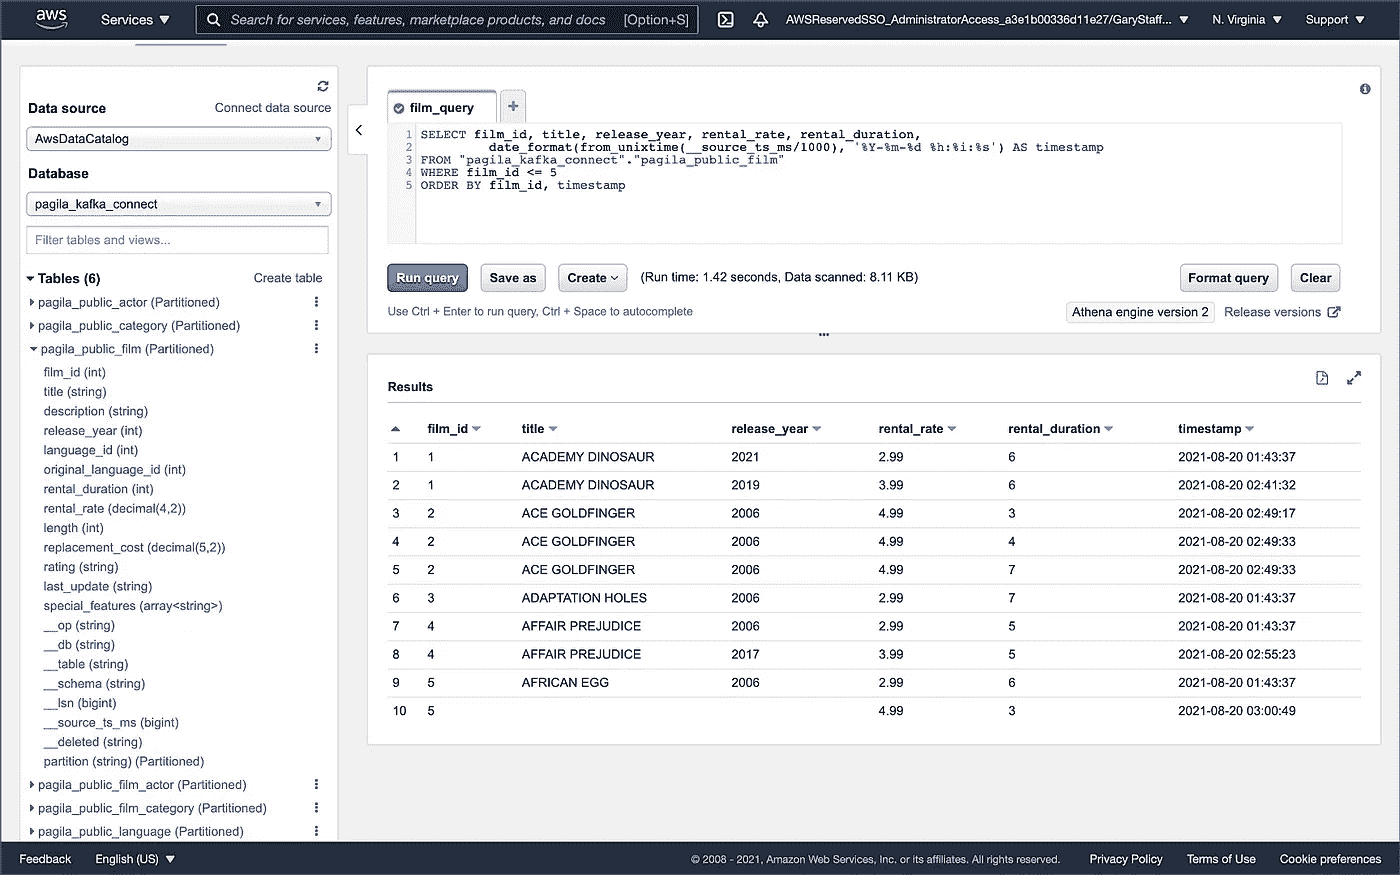 aws Services Search for services, features, marketplace products, and docs [Option+S] AWSReservedSSO_AdministratorAccess_a3e1b00336d11e27/GaryStaff... N. Virginia Support
Data source Connect data source
AwsDataCatalog
Database
pagila_kafka_connect
Filter tables and views...
Tables (6) Create table
pagila_public_actor (Partitioned)
pagila_public_category (Partitioned)
pagila_public_film (Partitioned)
film_id (int)
title (string)
description (string)
release_year (int)
language_id (int)
original_language_id (int)
rental_duration (int)
rental_rate (decimal(4,2))
length (int)
replacement_cost (decimal(5,2))
rating (string)
last_update (string)
special_features (array<string>)
__op (string)
__db (string)
__table (string)
__schema (string)
__lsn (bigint)
__source_ts_ms (bigint)
__deleted (string)
partition (string) (Partitioned)
pagila_public_film_actor (Partitioned)
pagila_public_film_category (Partitioned)
pagila_public_language (Partitioned)
film_query +
1 SELECT film_id, title, release_year, rental_rate, rental_duration,
2 date_format(from_unixtime(__source_ts_ms/1000), '%Y-%m-%d %h:%i:%s') AS timestamp
3 FROM "pagila_kafka_connect"."pagila_public_film"
4 WHERE film_id <= 5
5 ORDER BY film_id, timestamp
Run query Save as Create (Run time: 1.42 seconds, Data scanned: 8.11 KB) Format query Clear
Use Ctrl + Enter to run query, Ctrl + Space to autocomplete Athena engine version 2 Release versions
Results
film_id title release_year rental_rate rental_duration timestamp
1 1 ACADEMY DINOSAUR 2021 2.99 6 2021-08-20 01:43:37
2 1 ACADEMY DINOSAUR 2019 3.99 6 2021-08-20 02:41:32
3 2 ACE GOLDFINGER 2006 4.99 3 2021-08-20 02:49:17
4 2 ACE GOLDFINGER 2006 4.99 4 2021-08-20 02:49:33
5 2 ACE GOLDFINGER 2006 4.99 7 2021-08-20 02:49:33
6 3 ADAPTATION HOLES 2006 2.99 7 2021-08-20 01:43:37
7 4 AFFAIR PREJUDICE 2006 2.99 5 2021-08-20 01:43:37
8 4 AFFAIR PREJUDICE 2017 3.99 5 2021-08-20 02:55:23
9 5 AFRICAN EGG 2006 2.99 6 2021-08-20 01:43:37
10 5 4.99 3 2021-08-20 03:00:49
Feedback English (US) © 2008 - 2021, Amazon Web Services, Inc. or its affiliates. All rights reserved. Privacy Policy Terms of Use Cookie preferences